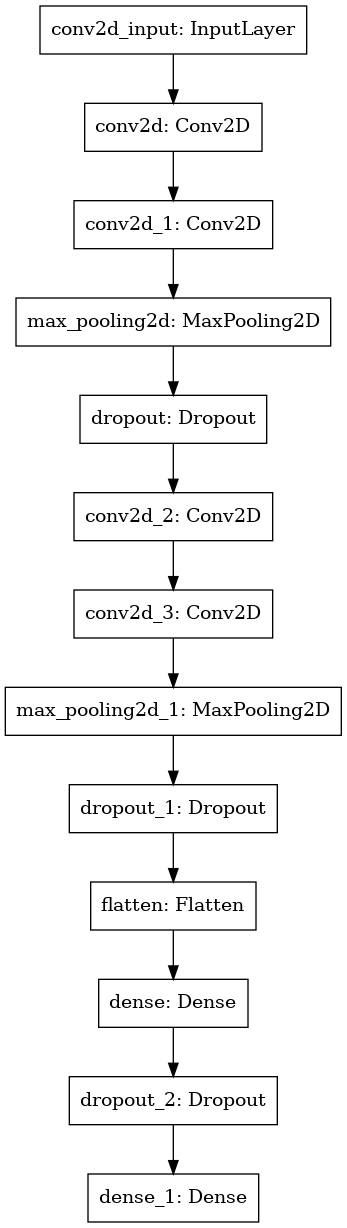 conv2d_input: InputLayer
conv2d: Conv2D
conv2d_1: Conv2D
max_pooling2d: MaxPooling2D
dropout: Dropout
conv2d_2: Conv2D
conv2d_3: Conv2D
max_pooling2d_1: MaxPooling2D
dropout_1: Dropout
flatten: Flatten
dense: Dense
dropout_2: Dropout
dense_1: Dense